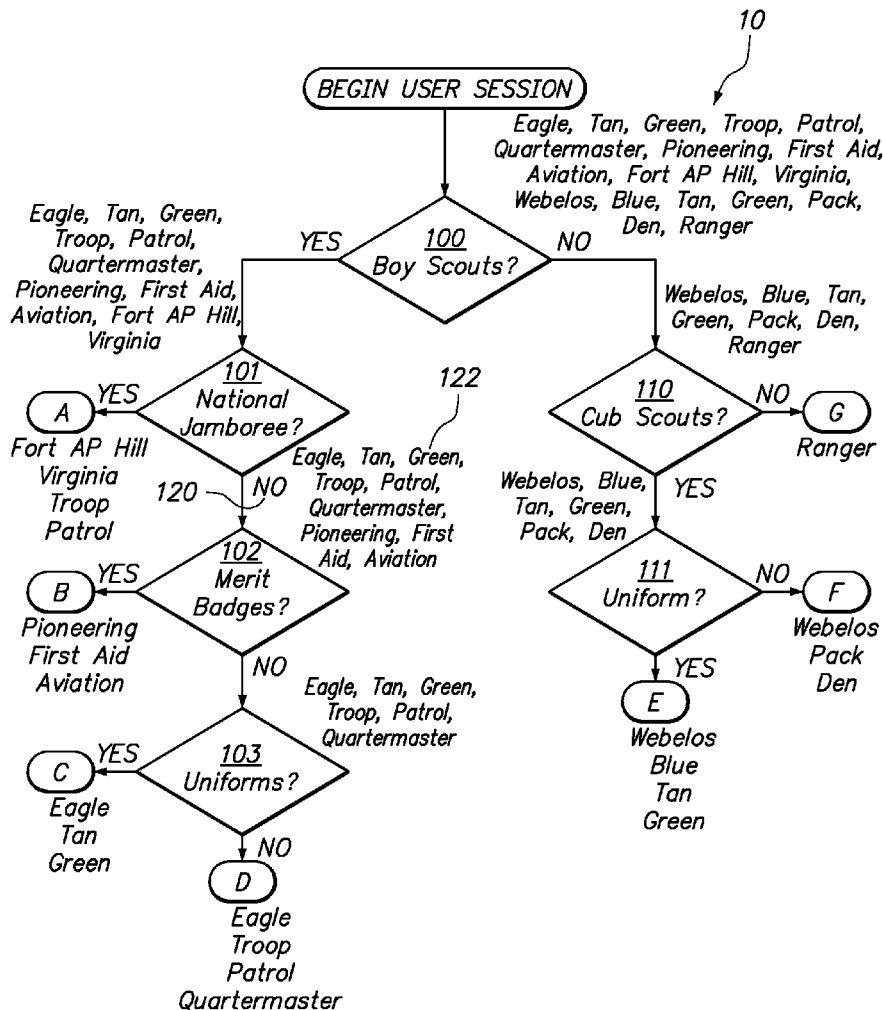 10
BEGIN USER SESSION
Eagle, Tan, Green, Troop, Patrol,
Quartermaster, Pioneering, First Aid,
Aviation, Fort AP Hill, Virginia,
Webelos, Blue, Tan, Green, Pack,
Den, Ranger
Eagle, Tan, Green,
Troop, Patrol,
Quartermaster,
Pioneering, First Aid,
Aviation, Fort AP Hill,
Virginia
YES
100
Boy Scouts?
NO
Webelos, Blue, Tan,
Green, Pack, Den,
Ranger
101
National
Jamboree?
YES
A
Fort AP Hill
Virginia
Troop
Patrol
122
Eagle, Tan, Green,
Troop, Patrol,
Quartermaster,
Pioneering, First
Aid, Aviation
120
NO
110
Cub Scouts?
NO
G
Ranger
Webelos, Blue,
Tan, Green,
Pack, Den
YES
102
Merit
Badges?
YES
B
Pioneering
First Aid
Aviation
NO
111
Uniform?
NO
F
Webelos
Pack
Den
YES
E
Webelos
Blue
Tan
Green
Eagle, Tan, Green,
Troop, Patrol,
Quartermaster
103
Uniforms?
YES
C
Eagle
Tan
Green
NO
D
Eagle
Troop
Patrol
Quartermaster